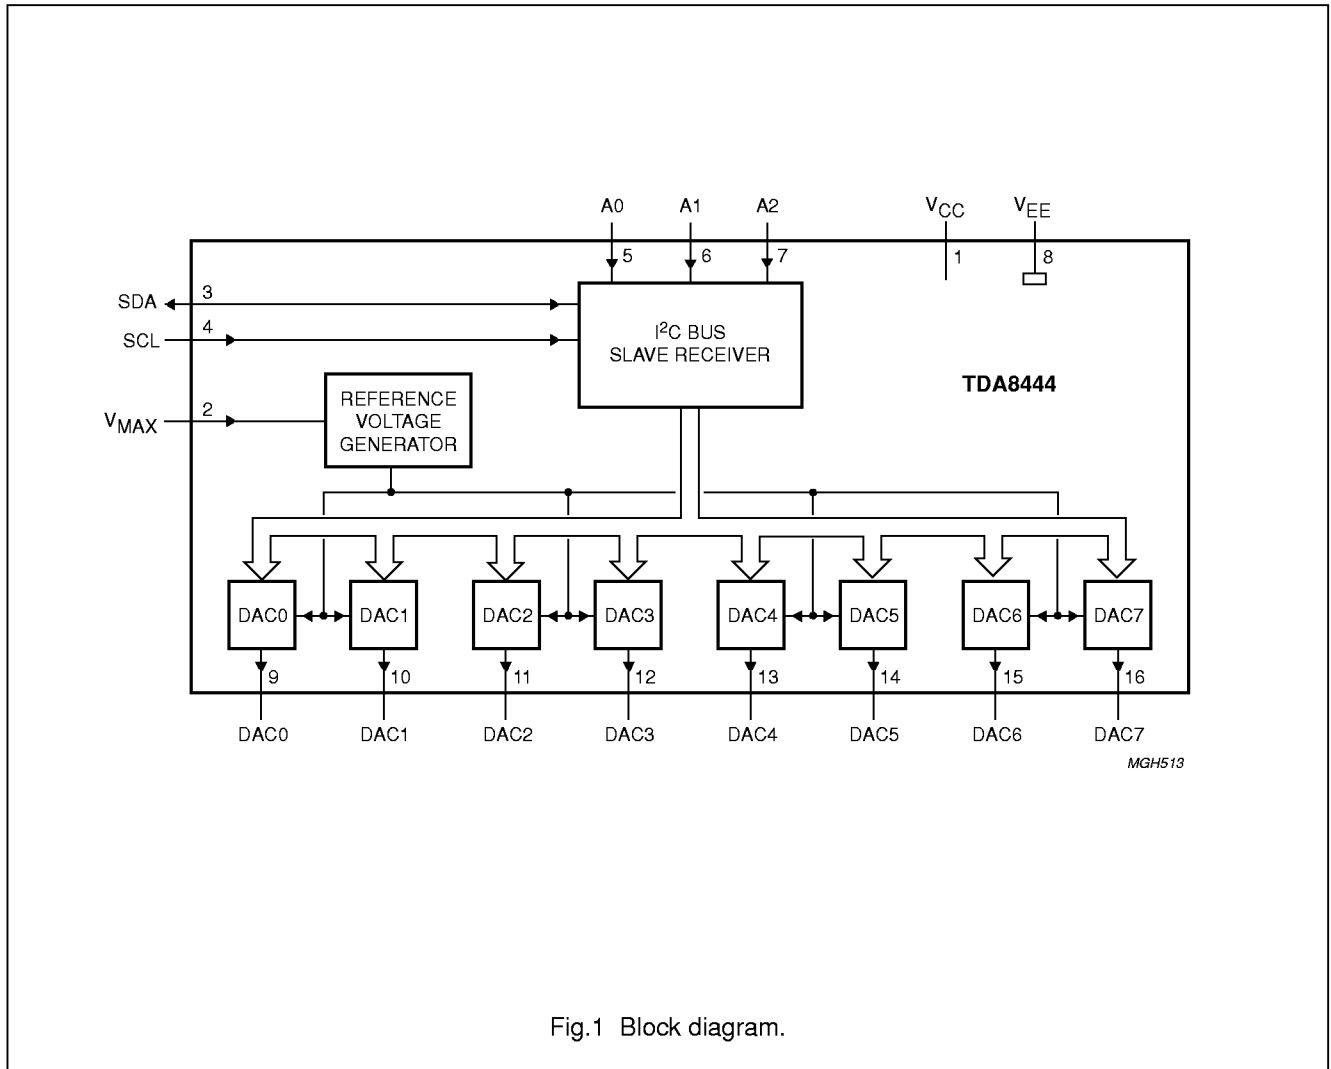 A0 A1 A2 VCC VEE
5 6 7 1 8
SDA 3
SCL 4
I²C BUS
SLAVE RECEIVER
TDA8444
VMAX 2
REFERENCE
VOLTAGE
GENERATOR
DAC0 DAC1 DAC2 DAC3 DAC4 DAC5 DAC6 DAC7
9 10 11 12 13 14 15 16
DAC0 DAC1 DAC2 DAC3 DAC4 DAC5 DAC6 DAC7
MGH513
Fig.1 Block diagram.